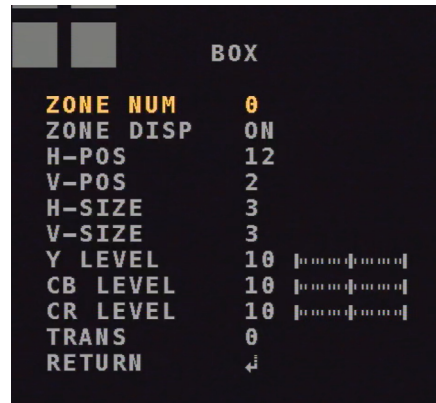 BOX
ZONE NUM 0
ZONE DISP ON
H-POS 12
V-POS 2
H-SIZE 3
V-SIZE 3
Y LEVEL 10
CB LEVEL 10
CR LEVEL 10
TRANS 0
RETURN ↲